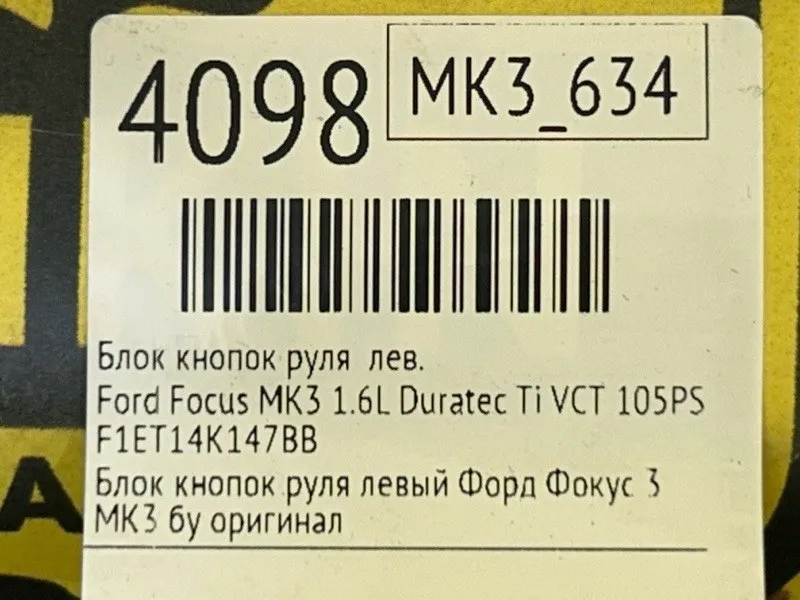 4098
MK3_634
Блок кнопок руля лев.
Ford Focus MK3 1.6L Duratec Ti VCT 105PS
F1ET14K147BB
Блок кнопок руля левый Форд Фокус 3
МК3 бу оригинал